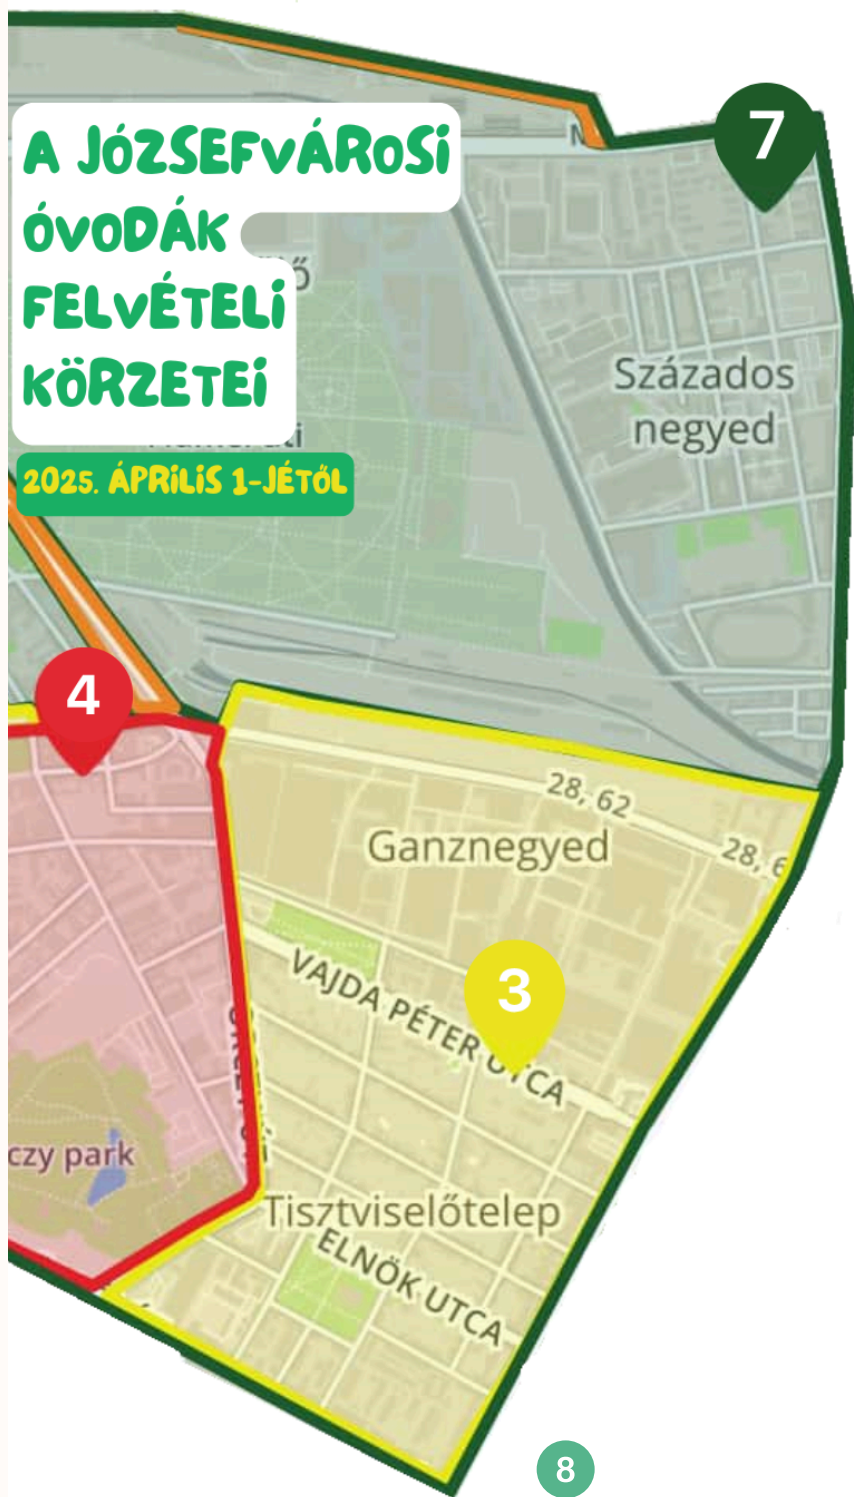 7
A JÓZSEFVÁROSI
ÓVODÁK
FELVÉTELI
KÖRZETEI
2025. ÁPRILIS 1-JÉTŐL
Százados
negyed
4
28, 62
Ganznegyed
28, 6
3
VAJDA PÉTER UTCA
czy park
Tisztviselőtelep
ELNÖK UTCA
8